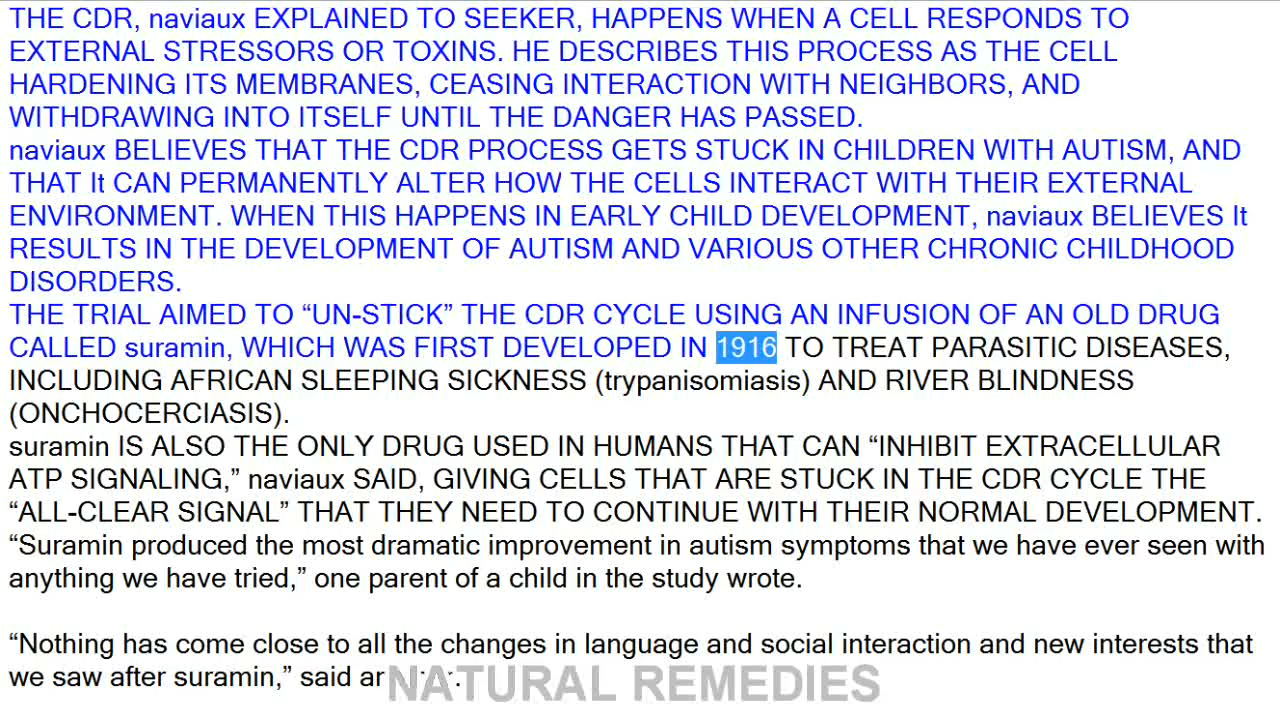 THE CDR, naviaux EXPLAINED TO SEEKER, HAPPENS WHEN A CELL RESPONDS TO
EXTERNAL STRESSORS OR TOXINS. HE DESCRIBES THIS PROCESS AS THE CELL
HARDENING ITS MEMBRANES, CEASING INTERACTION WITH NEIGHBORS, AND
WITHDRAWING INTO ITSELF UNTIL THE DANGER HAS PASSED.
naviaux BELIEVES THAT THE CDR PROCESS GETS STUCK IN CHILDREN WITH AUTISM, AND
THAT It CAN PERMANENTLY ALTER HOW THE CELLS INTERACT WITH THEIR EXTERNAL
ENVIRONMENT. WHEN THIS HAPPENS IN EARLY CHILD DEVELOPMENT, naviaux BELIEVES It
RESULTS IN THE DEVELOPMENT OF AUTISM AND VARIOUS OTHER CHRONIC CHILDHOOD
DISORDERS.
THE TRIAL AIMED TO “UN-STICK” THE CDR CYCLE USING AN INFUSION OF AN OLD DRUG
CALLED suramin, WHICH WAS FIRST DEVELOPED IN 1916 TO TREAT PARASITIC DISEASES,
INCLUDING AFRICAN SLEEPING SICKNESS (trypanisomiasis) AND RIVER BLINDNESS
(ONCHOCERCIASIS).
suramin IS ALSO THE ONLY DRUG USED IN HUMANS THAT CAN “INHIBIT EXTRACELLULAR
ATP SIGNALING,” naviaux SAID, GIVING CELLS THAT ARE STUCK IN THE CDR CYCLE THE
“ALL-CLEAR SIGNAL” THAT THEY NEED TO CONTINUE WITH THEIR NORMAL DEVELOPMENT.
“Suramin produced the most dramatic improvement in autism symptoms that we have ever seen with
anything we have tried,” one parent of a child in the study wrote.
“Nothing has come close to all the changes in language and social interaction and new interests that
we saw after suramin,” said
NATURAL REMEDIES